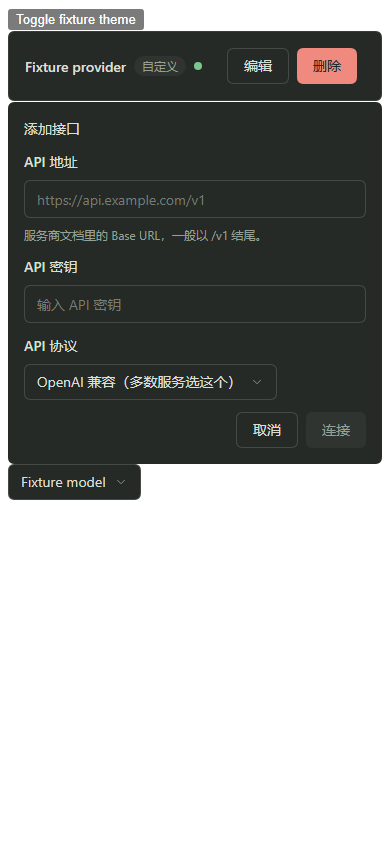 Toggle fixture theme
Fixture provider 自定义 编辑 删除
添加接口
API 地址
https://api.example.com/v1
服务商文档里的 Base URL，一般以 /v1 结尾。
API 密钥
输入 API 密钥
API 协议
OpenAI 兼容（多数服务选这个）
取消 连接
Fixture model